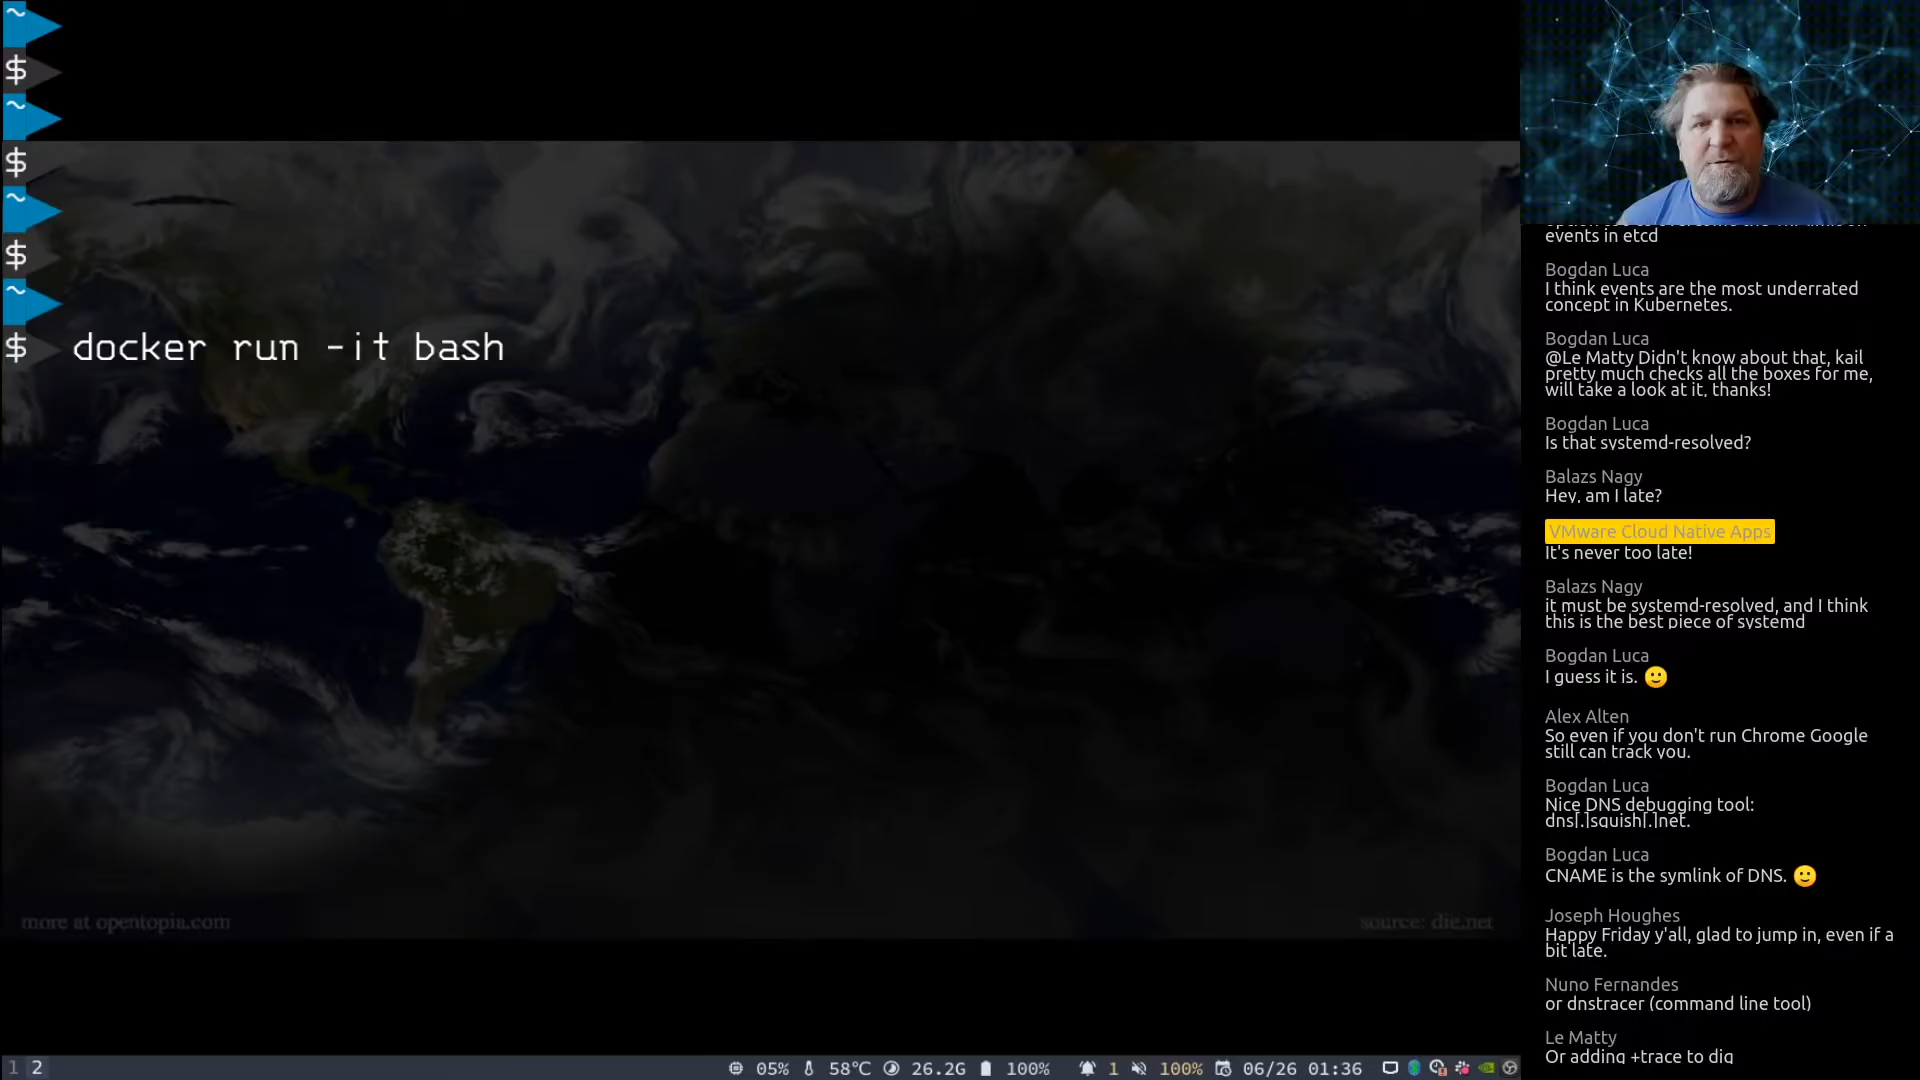 ~
$
~
$
~
$
~
$ docker run -it bash
more at opentopia.com
source: die.net
1 2
05% 58℃ 26.2G 100% 1 100% 06/26 01:36
events in etcd
Bogdan Luca
I think events are the most underrated
concept in Kubernetes.
Bogdan Luca
@Le Matty Didn't know about that, kail
pretty much checks all the boxes for me,
will take a look at it, thanks!
Bogdan Luca
Is that systemd-resolved?
Balazs Nagy
Hey, am I late?
VMware Cloud Native Apps
It's never too late!
Balazs Nagy
it must be systemd-resolved, and I think
this is the best piece of systemd
Bogdan Luca
I guess it is. 🙂
Alex Alten
So even if you don't run Chrome Google
still can track you.
Bogdan Luca
Nice DNS debugging tool:
dns[.]squish[.]net.
Bogdan Luca
CNAME is the symlink of DNS. 🙂
Joseph Houghes
Happy Friday y'all, glad to jump in, even if a
bit late.
Nuno Fernandes
or dnstracer (command line tool)
Le Matty
Or adding +trace to dig